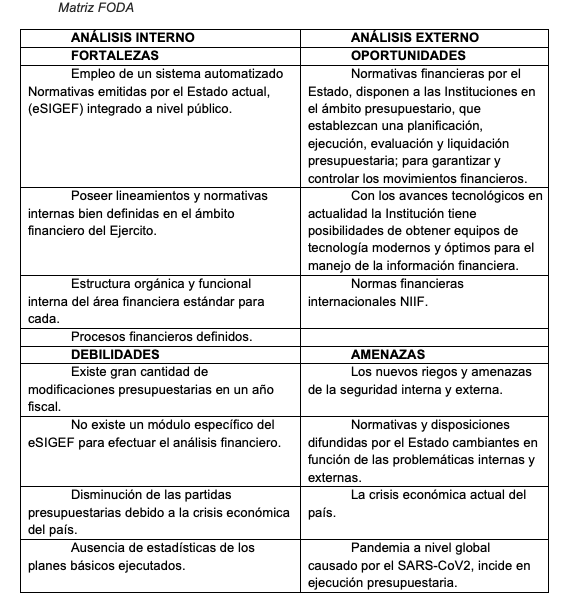 Matriz FODA
ANÁLISIS INTERNO
ANÁLISIS EXTERNO
FORTALEZAS
OPORTUNIDADES
Empleo de un sistema automatizado
Normativas emitidas por el Estado actual,
(eSIGEF) integrado a nivel público.
Normativas financieras por el
Estado, disponen a las Instituciones en
el ámbito presupuestario, que
establezcan una planificación,
ejecución, evaluación y liquidación
presupuestaria; para garantizar y
controlar los movimientos financieros.
Poseer lineamientos y normativas
internas bien definidas en el ámbito
financiero del Ejercito.
Con los avances tecnológicos en
actualidad la Institución tiene
posibilidades de obtener equipos de
tecnología modernos y óptimos para el
manejo de la información financiera.
Estructura orgánica y funcional
interna del área financiera estándar para
cada.
Normas financieras
internacionales NIIF.
Procesos financieros definidos.
DEBILIDADES
AMENAZAS
Existe gran cantidad de
modificaciones presupuestarias en un año
fiscal.
Los nuevos riegos y amenazas
de la seguridad interna y externa.
No existe un módulo específico del
eSIGEF para efectuar el análisis financiero.
Normativas y disposiciones
difundidas por el Estado cambiantes en
función de las problemáticas internas y
externas.
Disminución de las partidas
presupuestarias debido a la crisis económica
del país.
La crisis económica actual del
país.
Ausencia de estadísticas de los
planes básicos ejecutados.
Pandemia a nivel global
causado por el SARS-CoV2, incide en
ejecución presupuestaria.